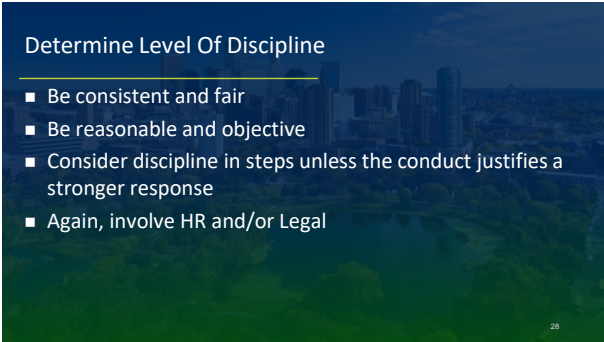 Determine Level Of Discipline
■ Be consistent and fair
■ Be reasonable and objective
■ Consider discipline in steps unless the conduct justifies a
stronger response
■ Again, involve HR and/or Legal
28